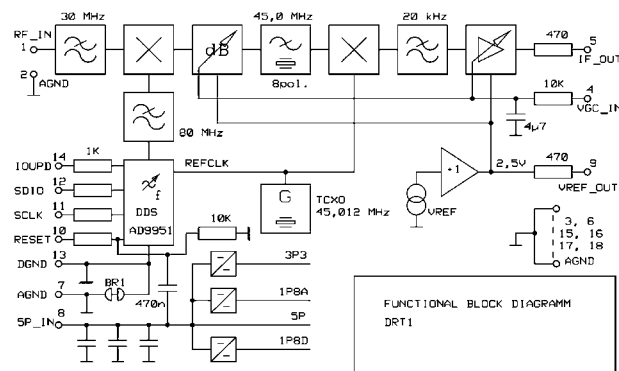 30 MHz
45,0 MHz
20 kHz
470
RF_IN
1
5
IF_OUT
dB
8pol.
2
AGND
10K
4
VGC_IN
80 MHz
4µ7
IOUPD
14
1K
REFCLK
2,5V
470
9
VREF_OUT
SDIO
12
f
+1
SCLK
11
DDS
AD9951
G
TCXO
45,012 MHz
VREF
RESET
10
10K
3, 6
15, 16
17, 18
AGND
DGND
13
3P3
AGND
7
BR1
470n
1P8A
5P_IN
8
5P
1P8D
FUNCTIONAL BLOCK DIAGRAMM
DRT1